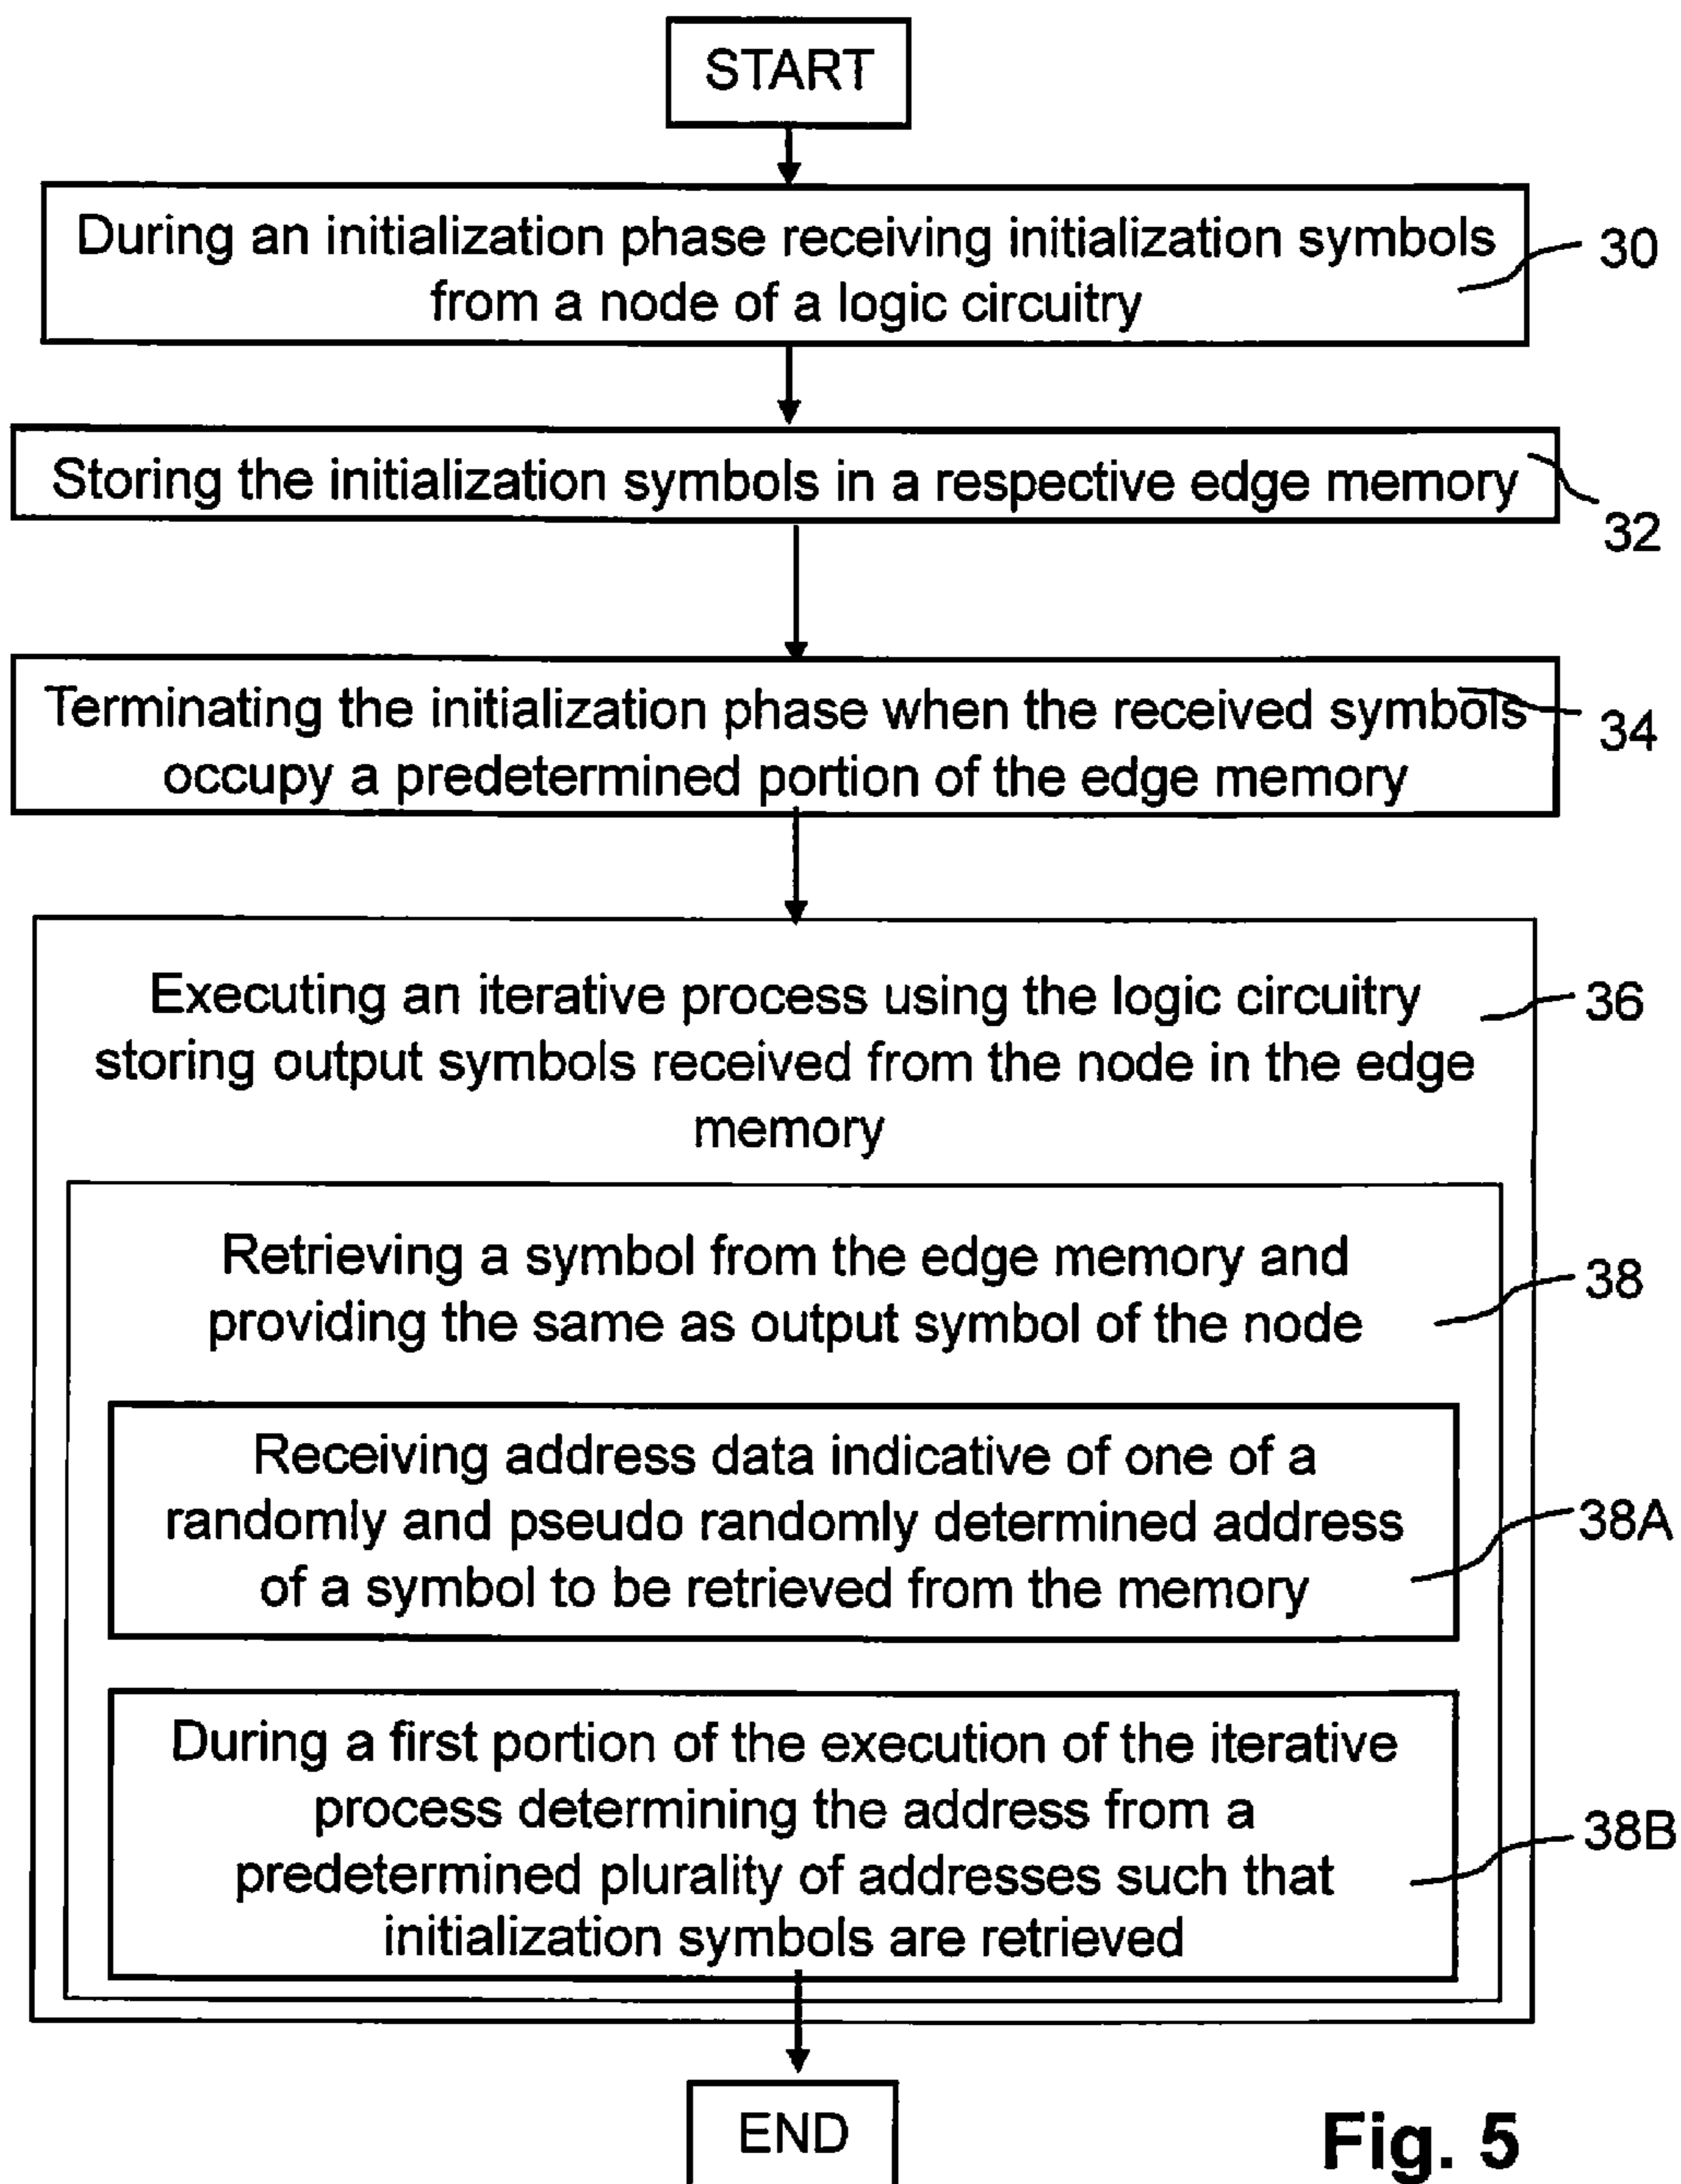 START
During an initialization phase receiving initialization symbols
from a node of a logic circuitry
30
Storing the initialization symbols in a respective edge memory
32
Terminating the initialization phase when the received symbols
occupy a predetermined portion of the edge memory
34
Executing an iterative process using the logic circuitry
storing output symbols received from the node in the edge
memory
36
Retrieving a symbol from the edge memory and
providing the same as output symbol of the node
38
Receiving address data indicative of one of a
randomly and pseudo randomly determined address
of a symbol to be retrieved from the memory
38A
During a first portion of the execution of the iterative
process determining the address from a
predetermined plurality of addresses such that
initialization symbols are retrieved
38B
END
Fig. 5